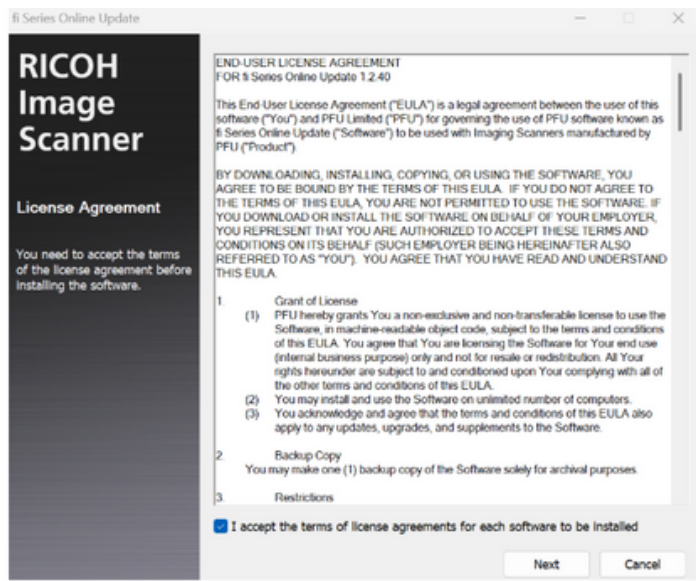 fi Series Online Update
RICOH
Image
Scanner
License Agreement
You need to accept the terms
of the license agreement before
installing the software.
END-USER LICENSE AGREEMENT
FOR fi Series Online Update 1.2.40
This End-User License Agreement ("EULA") is a legal agreement between the user of this
software ("You") and PFU Limited ("PFU") for governing the use of PFU software known as
fi Series Online Update ("Software") to be used with Imaging Scanners manufactured by
PFU ("Product").
BY DOWNLOADING, INSTALLING, COPYING, OR USING THE SOFTWARE, YOU
AGREE TO BE BOUND BY THE TERMS OF THIS EULA. IF YOU DO NOT AGREE TO
THE TERMS OF THIS EULA, YOU ARE NOT PERMITTED TO USE THE SOFTWARE. IF
YOU DOWNLOAD OR INSTALL THE SOFTWARE ON BEHALF OF YOUR EMPLOYER,
YOU REPRESENT THAT YOU ARE AUTHORIZED TO ACCEPT THESE TERMS AND
CONDITIONS ON ITS BEHALF (SUCH EMPLOYER BEING HEREINAFTER ALSO
REFERRED TO AS "YOU"). YOU AGREE THAT YOU HAVE READ AND UNDERSTAND
THIS EULA.
1. Grant of License
(1) PFU hereby grants You a non-exclusive and non-transferable license to use the
Software, in machine-readable object code, subject to the terms and conditions
of this EULA. You agree that You are licensing the Software for Your end use
(internal business purpose) only and not for resale or redistribution. All Your
rights hereunder are subject to and conditioned upon Your complying with all of
the other terms and conditions of this EULA.
(2) You may install and use the Software on unlimited number of computers.
(3) You acknowledge and agree that the terms and conditions of this EULA also
apply to any updates, upgrades, and supplements to the Software.
2. Backup Copy
You may make one (1) backup copy of the Software solely for archival purposes.
3. Restrictions
I accept the terms of license agreements for each software to be installed
Next Cancel